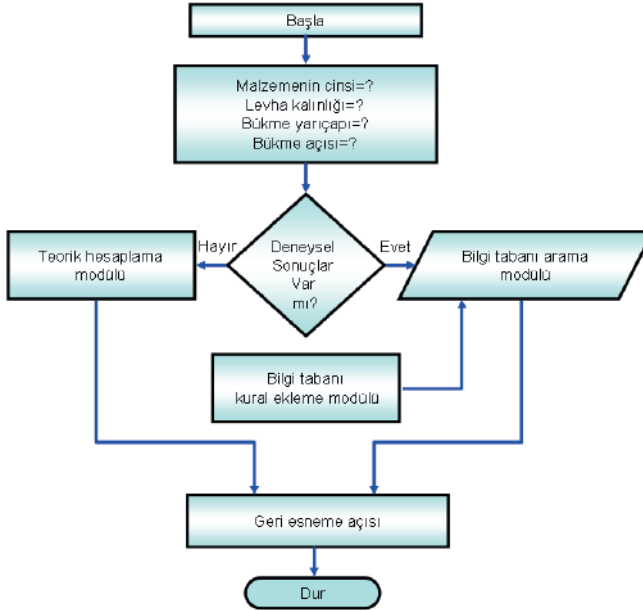 Başla
Malzemenin cinsi=?
Levha kalınlığı=?
Bükme yarıçapı=?
Bükme açısı=?
Hayır
Evet
Deneysel
Sonuçlar
Var
mı?
Teorik hesaplama
modülü
Bilgi tabanı arama
modülü
Bilgi tabanı
kural ekleme modülü
Geri esneme açısı
Dur